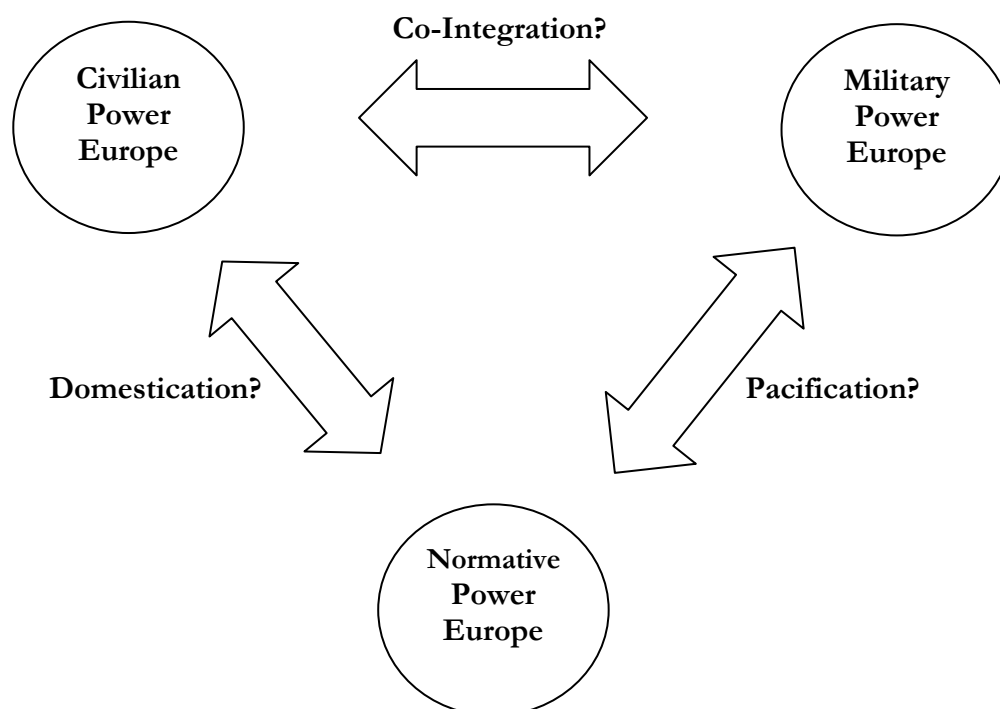 Co-Integration?
Civilian
Power
Europe
Military
Power
Europe
Domestication?
Pacification?
Normative
Power
Europe